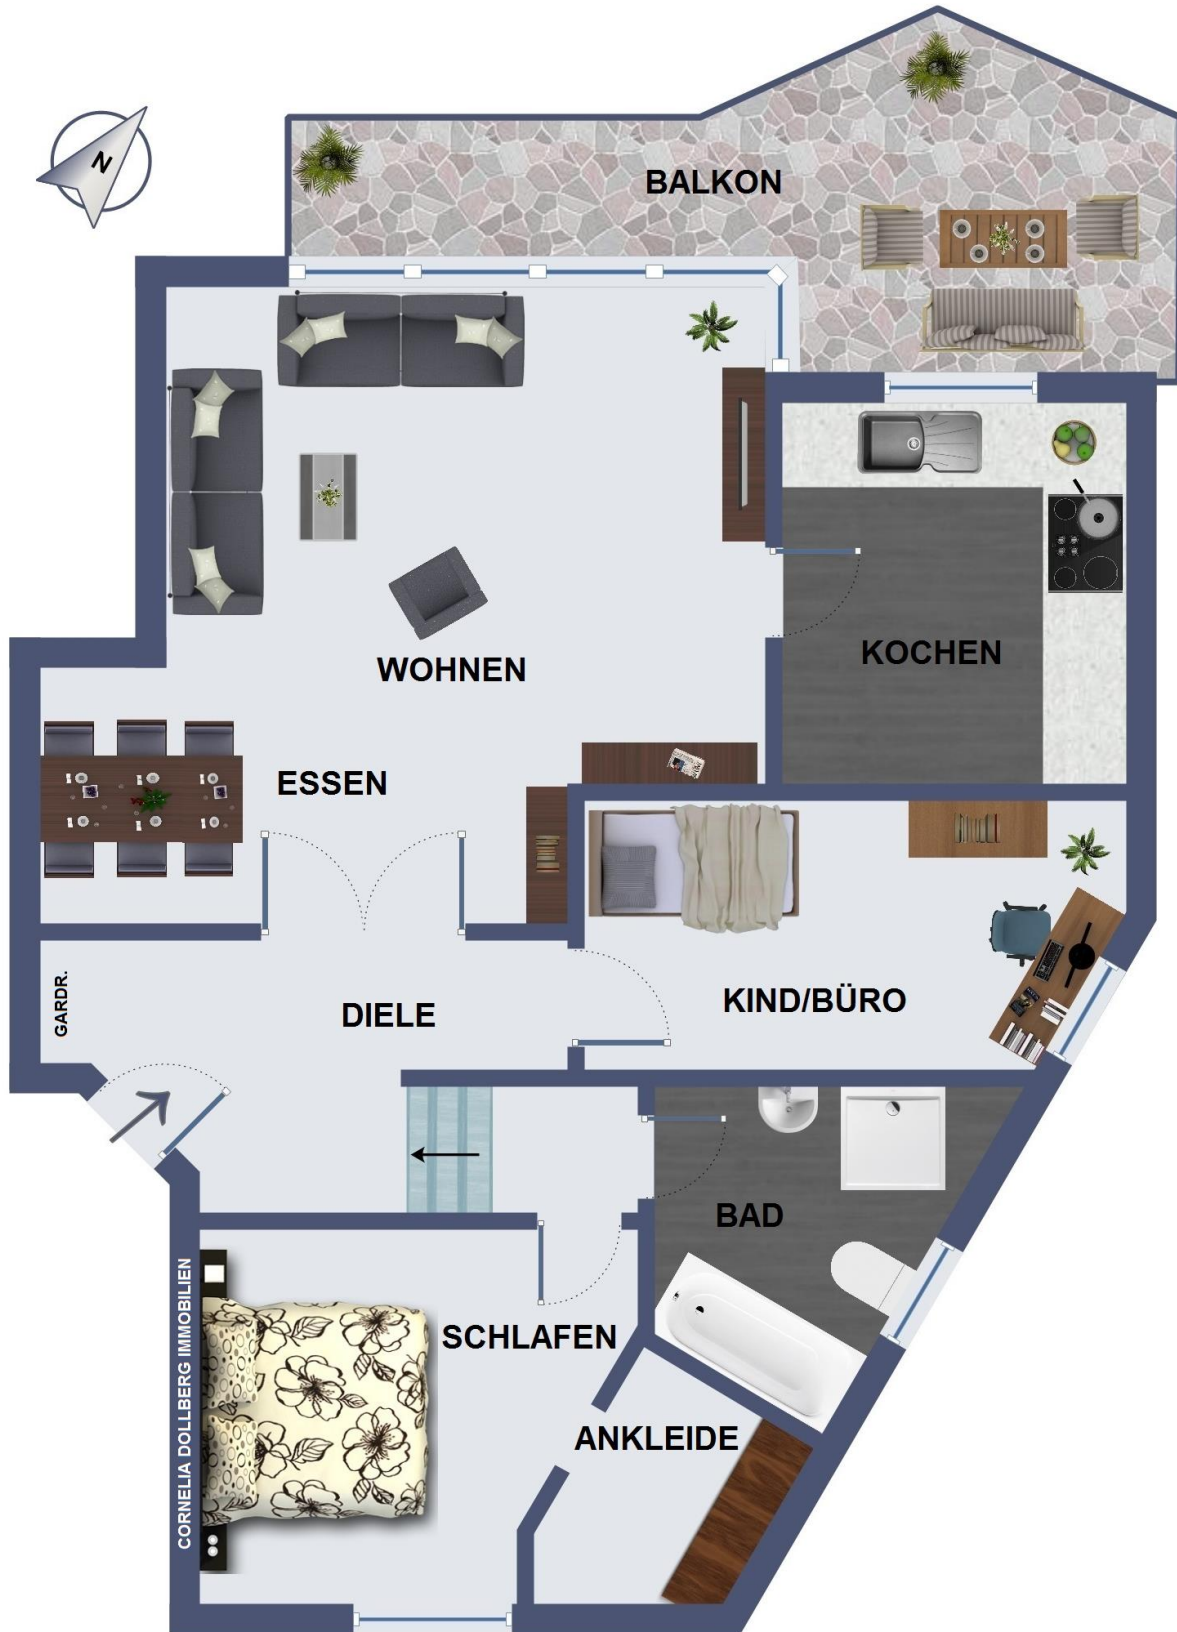 N
BALKON
WOHNEN
KOCHEN
ESSEN
GARDR.
DIELE
KIND/BÜRO
BAD
CORNELIA DOLLBERG IMMOBILIEN
SCHLAFEN
ANKLEIDE